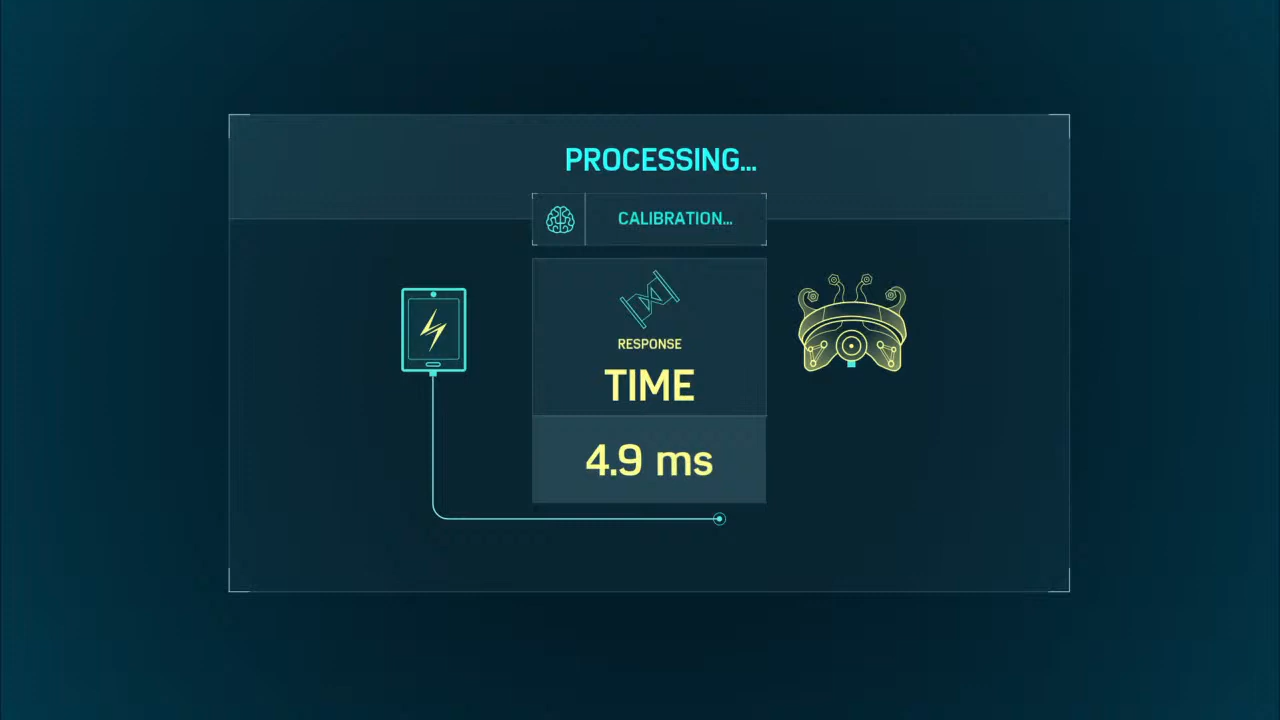 PROCESSING...
CALIBRATION...
RESPONSE
TIME
4.9 ms